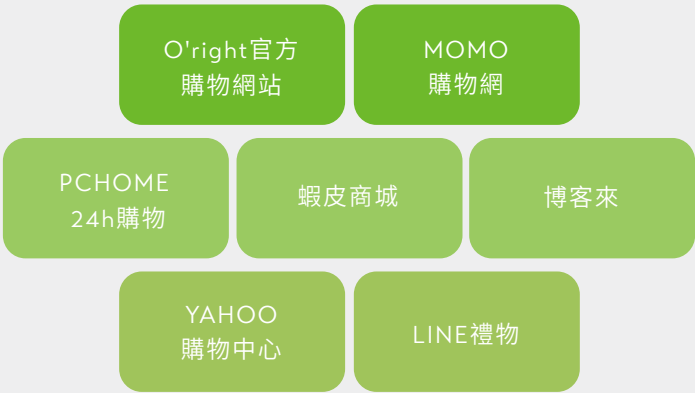 O'right官方
購物網站
MOMO
購物網
PCHOME
24h購物
蝦皮商城
博客來
YAHOO
購物中心
LINE禮物